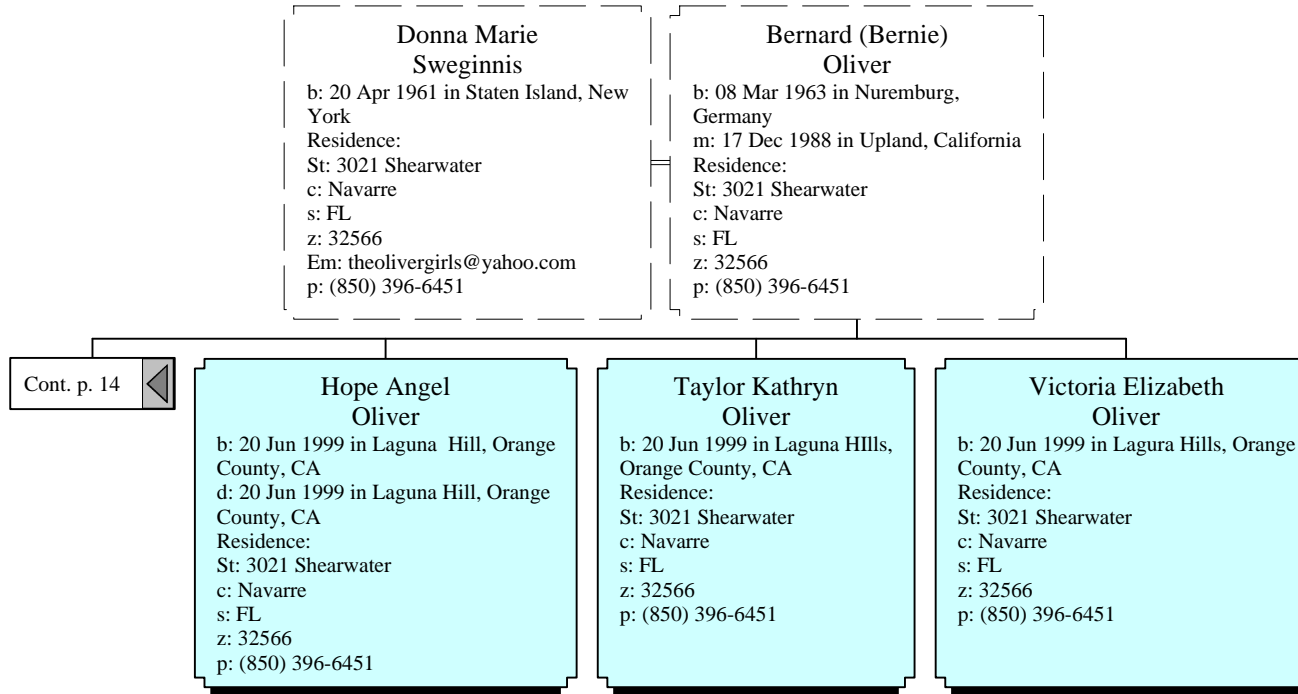 Donna Marie
Sweginnis
b: 20 Apr 1961 in Staten Island, New
York
Residence:
St: 3021 Shearwater
c: Navarre
s: FL
z: 32566
Em: theolivergirls@yahoo.com
p: (850) 396-6451
Bernard (Bernie)
Oliver
b: 08 Mar 1963 in Nuremburg,
Germany
m: 17 Dec 1988 in Upland, California
Residence:
St: 3021 Shearwater
c: Navarre
s: FL
z: 32566
p: (850) 396-6451
Cont. p. 14
Hope Angel
Oliver
b: 20 Jun 1999 in Laguna  Hill, Orange
County, CA
d: 20 Jun 1999 in Laguna Hill, Orange
County, CA
Residence:
St: 3021 Shearwater
c: Navarre
s: FL
z: 32566
p: (850) 396-6451
Taylor Kathryn
Oliver
b: 20 Jun 1999 in Laguna HIlls,
Orange County, CA
Residence:
St: 3021 Shearwater
c: Navarre
s: FL
z: 32566
p: (850) 396-6451
Victoria Elizabeth
Oliver
b: 20 Jun 1999 in Lagura Hills, Orange
County, CA
Residence:
St: 3021 Shearwater
c: Navarre
s: FL
z: 32566
p: (850) 396-6451